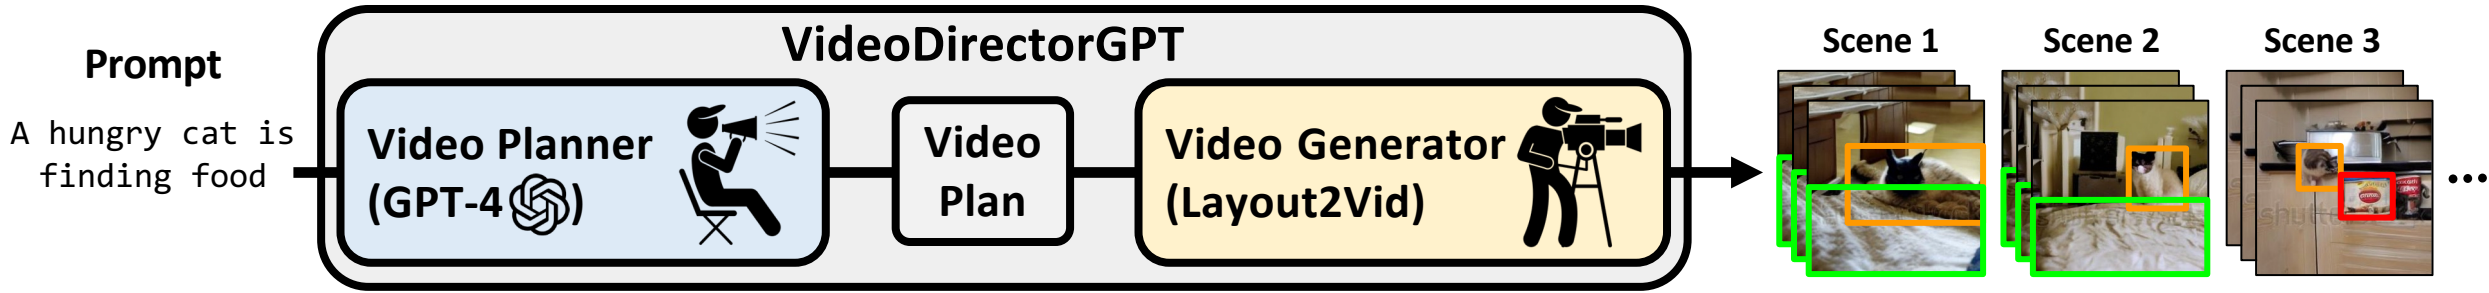 VideoDirectorGPT
Prompt
A hungry cat is
finding food
Video Planner
(GPT-4 )
Video
Plan
Video Generator
(Layout2Vid)
Scene 1
Scene 2
Scene 3
...